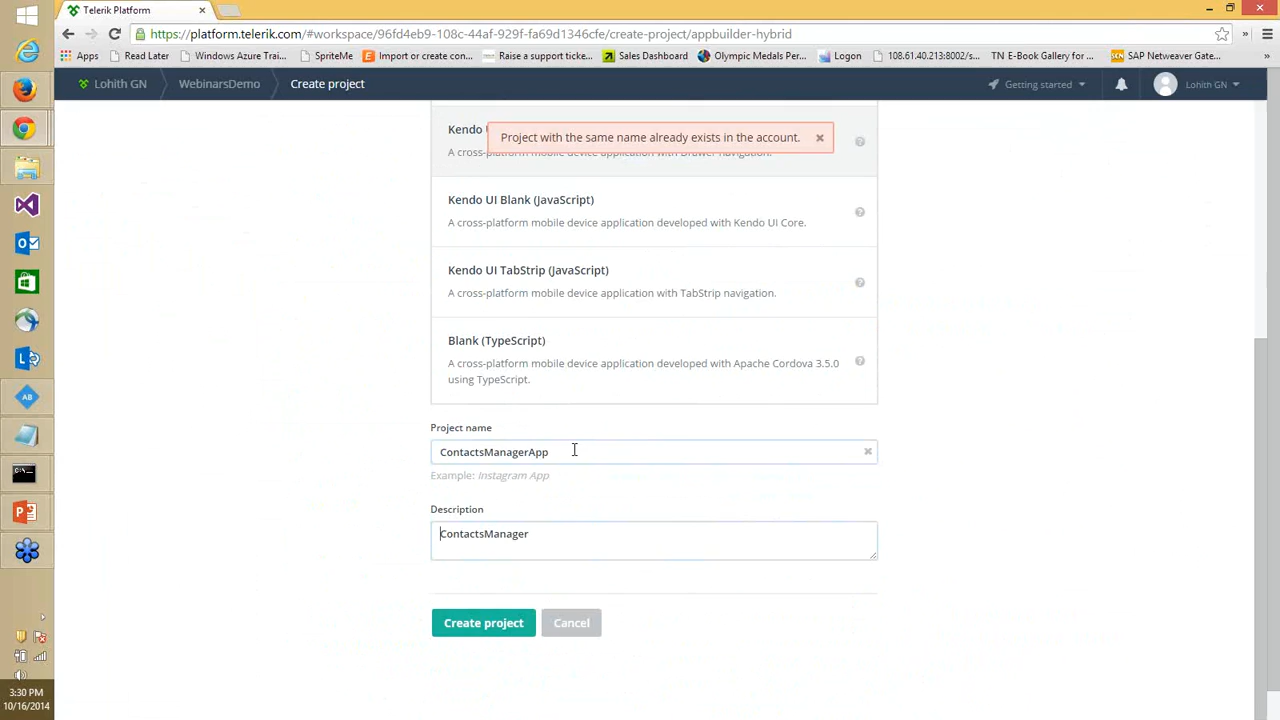 Telerik Platform
https://platform.telerik.com/#workspace/96fd4eb9-108c-44af-929f-fa69d1346cfe/create-project/appbuilder-hybrid
Apps
Read Later
Windows Azure Trai...
SpriteMe
Import or create con...
Raise a support ticke...
Sales Dashboard
Olympic Medals Per...
Logon
108.61.40.213:8002/s...
TN E-Book Gallery for ...
SAP Netweaver Gate...
Lohith GN
WebinarsDemo
Create project
Getting started
Lohith GN
Project with the same name already exists in the account.
Kendo U
A cross-platform mobile device application with Drawer navigation.
Kendo UI Blank (JavaScript)
A cross-platform mobile device application developed with Kendo UI Core.
Kendo UI TabStrip (JavaScript)
A cross-platform mobile device application with TabStrip navigation.
Blank (TypeScript)
A cross-platform mobile device application developed with Apache Cordova 3.5.0
using TypeScript.
Project name
ContactsManagerApp
Example: Instagram App
Description
ContactsManager
Create project
Cancel
AB
3:30 PM
10/16/2014